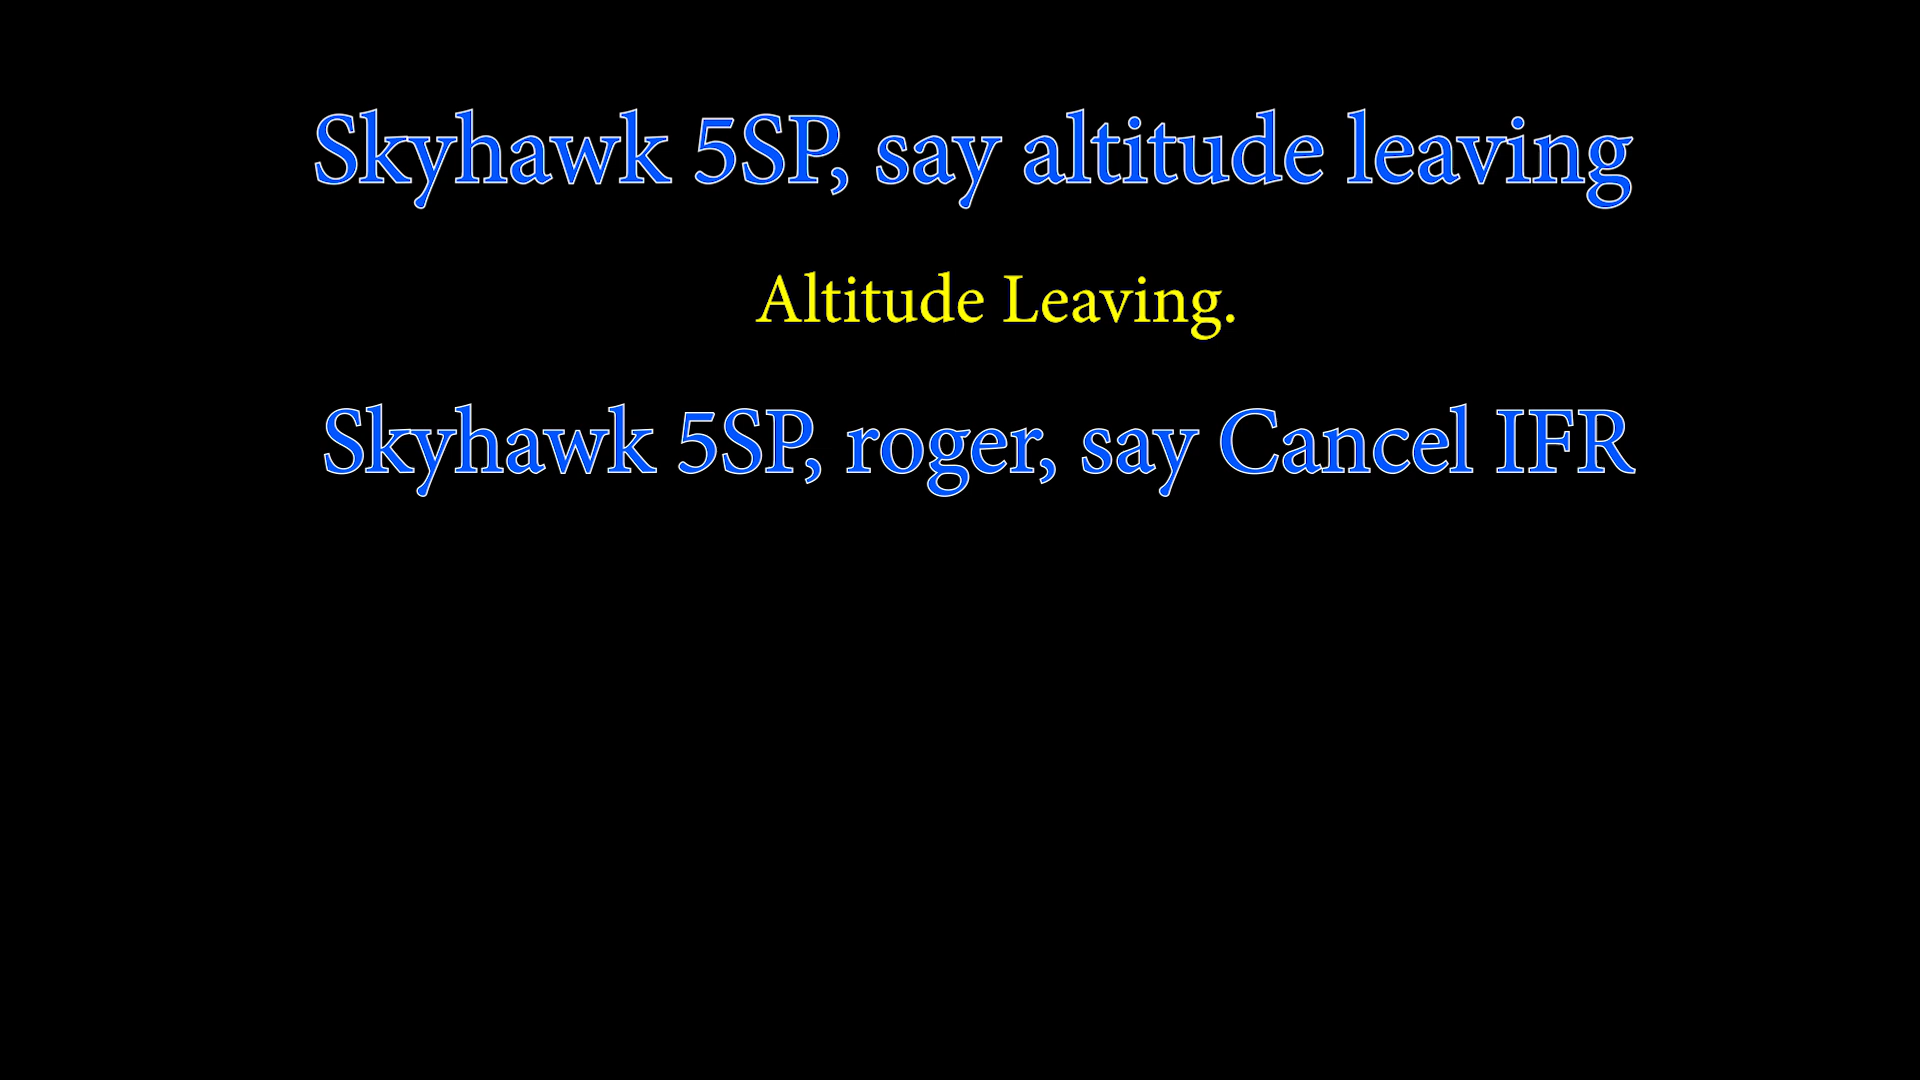 Skyhawk 5SP, say altitude leaving
Altitude Leaving.
Skyhawk 5SP, roger, say Cancel IFR